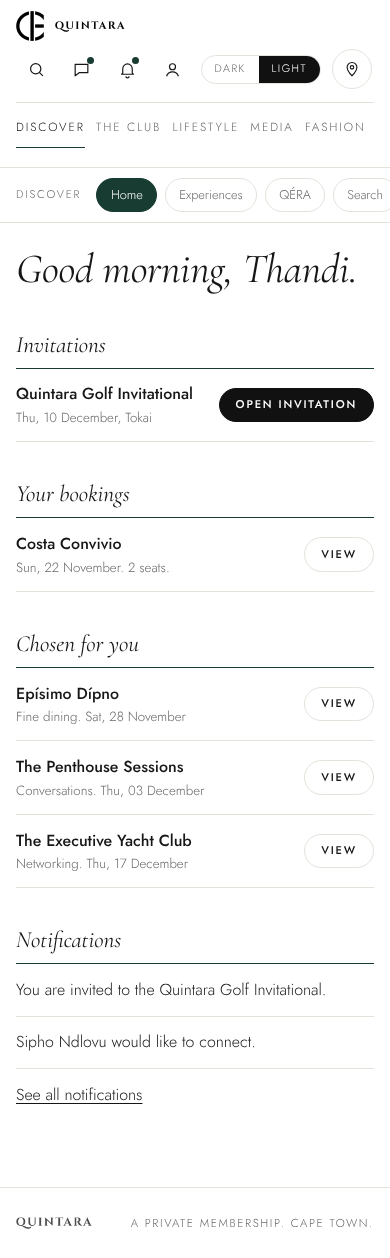 QUINTARA
DARK LIGHT
DISCOVER THE CLUB LIFESTYLE MEDIA FASHION
DISCOVER Home Experiences QÉRA Search
Good morning, Thandi.
Invitations
Quintara Golf Invitational
Thu, 10 December, Tokai
OPEN INVITATION
Your bookings
Costa Convivio
Sun, 22 November. 2 seats.
VIEW
Chosen for you
Epísimo Dípno
Fine dining. Sat, 28 November
VIEW
The Penthouse Sessions
Conversations. Thu, 03 December
VIEW
The Executive Yacht Club
Networking. Thu, 17 December
VIEW
Notifications
You are invited to the Quintara Golf Invitational.
Sipho Ndlovu would like to connect.
See all notifications
QUINTARA A PRIVATE MEMBERSHIP. CAPE TOWN.